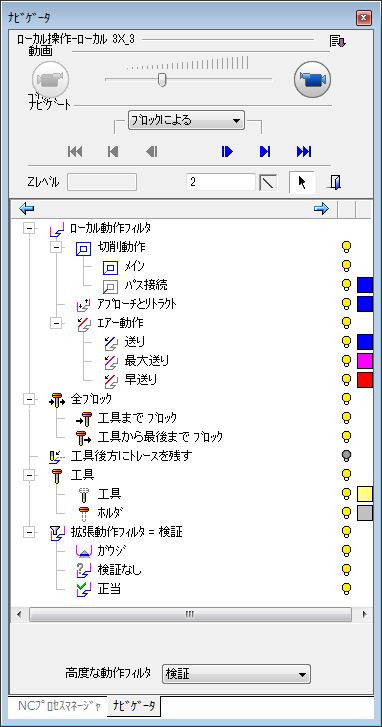 ﾅﾋﾞｹﾞｰﾀ
ﾛｰｶﾙ操作-ﾛｰｶﾙ 3X_3
動画
ﾅﾋﾞｹﾞｰﾄ
ﾌﾞﾛｯｸによる
Zﾚﾍﾞﾙ
2
ﾛｰｶﾙ動作ﾌｨﾙﾀ
切削動作
ﾒｲﾝ
ﾊﾟｽ接続
ｱﾌﾟﾛｰﾁとﾘﾄﾗｸﾄ
ｴｱｰ動作
送り
最大送り
早送り
全ﾌﾞﾛｯｸ
工具まで ﾌﾞﾛｯｸ
工具から最後まで ﾌﾞﾛｯｸ
工具後方にﾄﾚｰｽを残す
工具
工具
ﾎﾙﾀﾞ
拡張動作ﾌｨﾙﾀ = 検証
ｶﾞｳｼﾞ
検証なし
正当
高度な動作ﾌｨﾙﾀ
検証
NCﾌﾟﾛｾｽﾏﾈｰｼﾞｬ
ﾅﾋﾞｹﾞｰﾀ